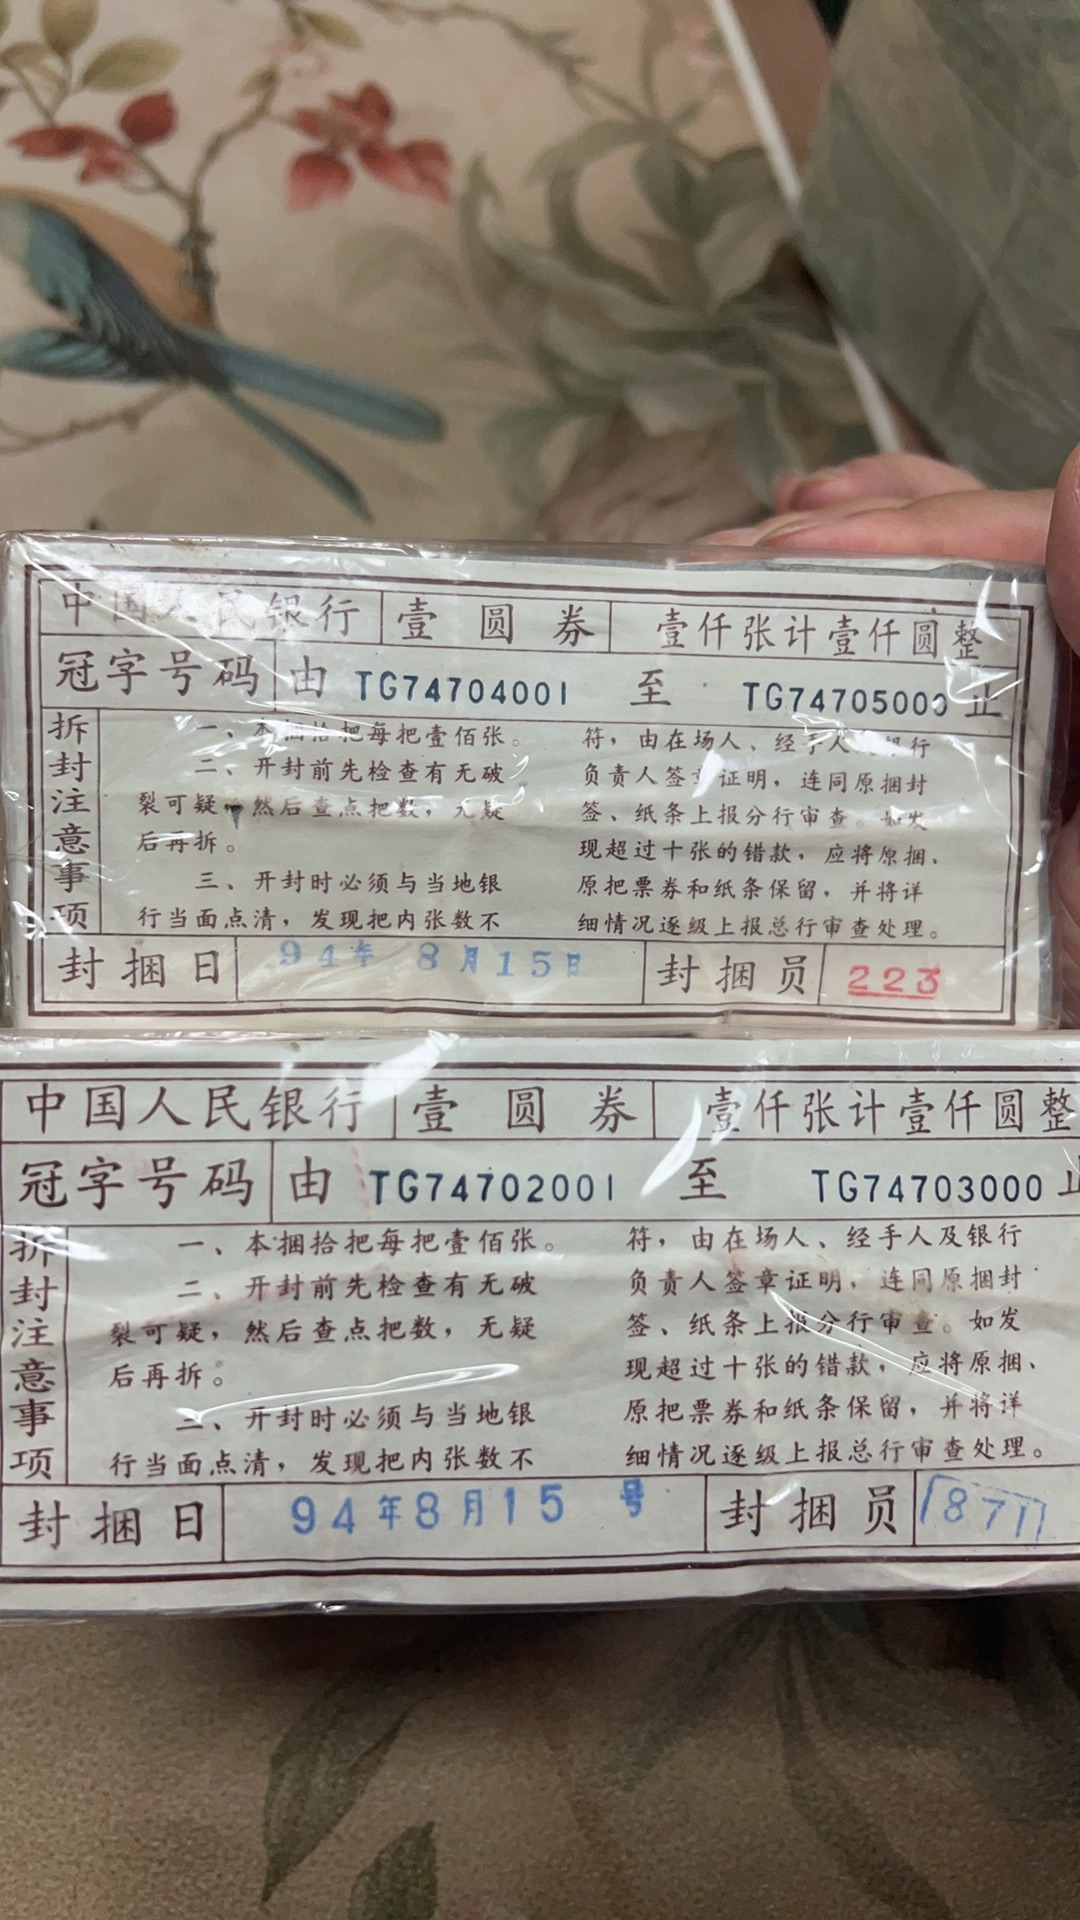 中国人民银行 壹圆券 壹仟张计壹仟圆整
冠字号码 由 TG74704001 至 TG74705000 止
拆封注意事项
一、本捆拾把每把壹佰张。
二、开封前先检查有无破
裂可疑，然后查点把数，无疑
后再拆。
三、开封时必须与当地银
行当面点清，发现把内张数不
符，由在场人、经手人及银行
负责人签章证明，连同原捆封
签、纸条上报分行审查。如发
现超过十张的错款，应将原捆、
原把票券和纸条保留，并将详
细情况逐级上报总行审查处理。
封捆日 94年8月15日 封捆员 223
中国人民银行 壹圆券 壹仟张计壹仟圆整
冠字号码 由 TG74702001 至 TG74703000 止
拆封注意事项
一、本捆拾把每把壹佰张。
二、开封前先检查有无破
裂可疑，然后查点把数，无疑
后再拆。
三、开封时必须与当地银
行当面点清，发现把内张数不
符，由在场人、经手人及银行
负责人签章证明，连同原捆封
签、纸条上报分行审查。如发
现超过十张的错款，应将原捆、
原把票券和纸条保留，并将详
细情况逐级上报总行审查处理。
封捆日 94年8月15号 封捆员 871